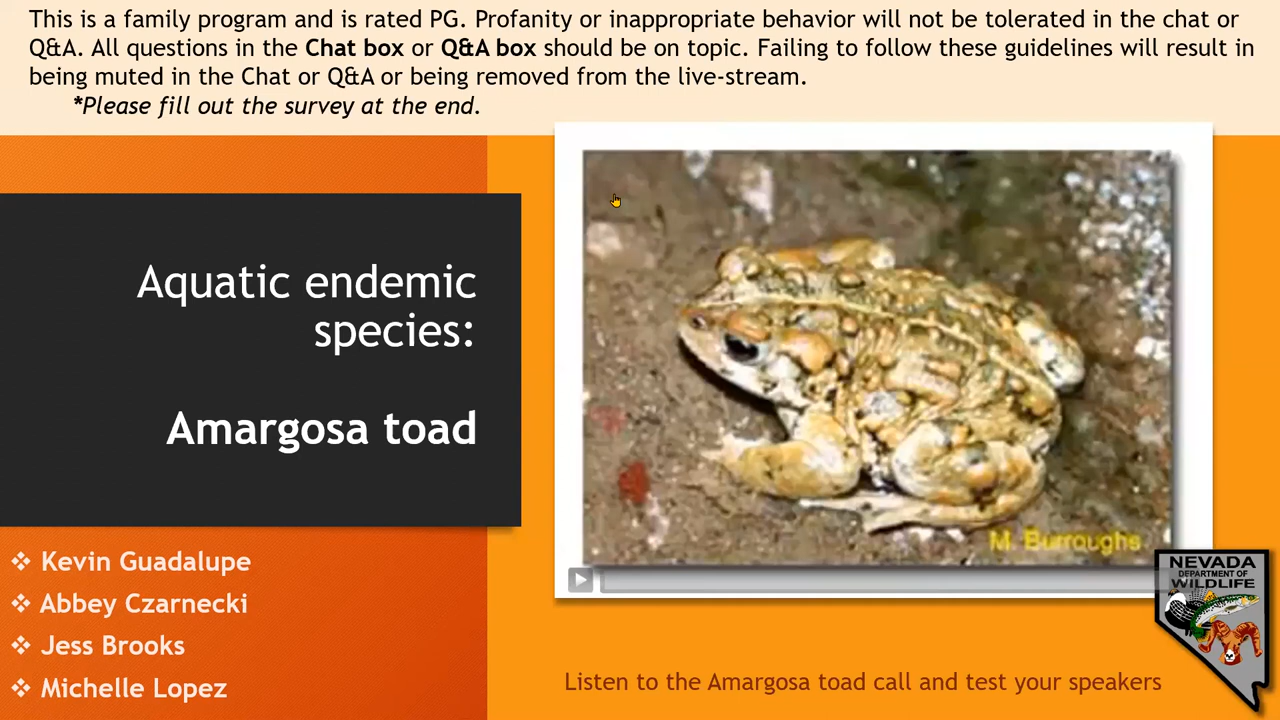 This is a family program and is rated PG. Profanity or inappropriate behavior will not be tolerated in the chat or
Q&A. All questions in the Chat box or Q&A box should be on topic. Failing to follow these guidelines will result in
being muted in the Chat or Q&A or being removed from the live-stream.
*Please fill out the survey at the end.
Aquatic endemic
species:
Amargosa toad
Kevin Guadalupe
Abbey Czarnecki
Jess Brooks
Michelle Lopez
M. Burroughs
NEVADA
DEPARTMENT OF
WILDLIFE
Listen to the Amargosa toad call and test your speakers